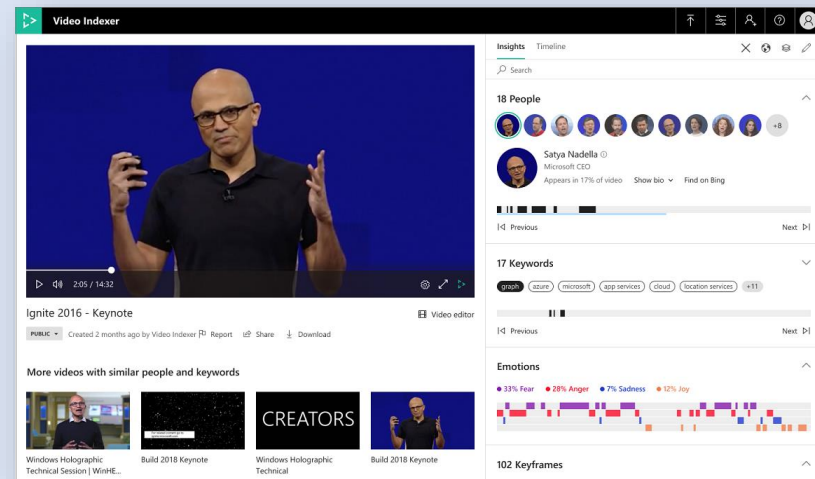 Video Indexer
2:05 / 14:32
Ignite 2016 - Keynote
Video editor
PUBLIC
Created 2 months ago by Video Indexer
Report
Share
Download
More videos with similar people and keywords
CREATORS
Windows Holographic
Technical Session | WinHE...
Build 2018 Keynote
Windows Holographic
Technical
Build 2018 Keynote
Insights
Timeline
Search
18 People
+8
Satya Nadella
Microsoft CEO
Appears in 17% of video
Show bio
Find on Bing
Previous
Next
17 Keywords
graph
azure
microsoft
app services
cloud
location services
+11
Previous
Next
Emotions
33% Fear
28% Anger
7% Sadness
12% Joy
102 Keyframes